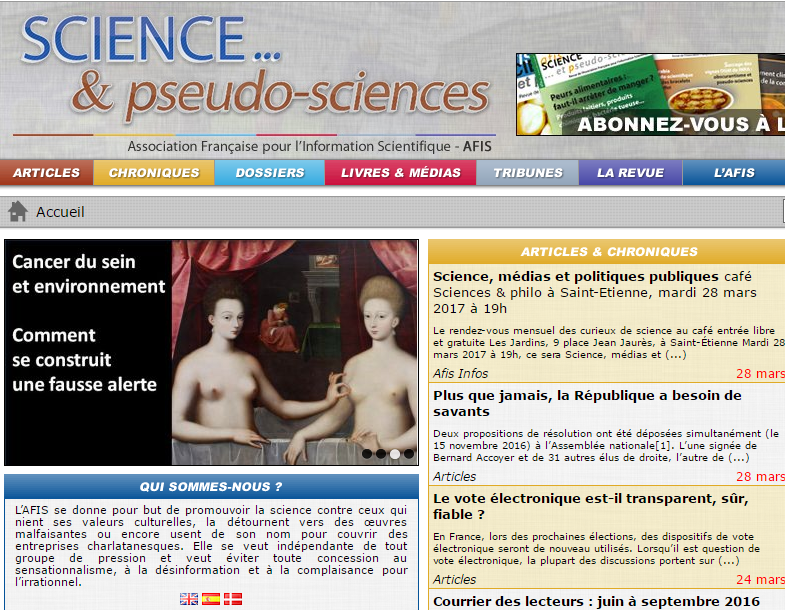 SCIENCE...
& pseudo-sciences
Association Française pour l'Information Scientifique - AFIS
SCIENCE
... et pseudo-sciences
Peurs alimentaires :
faut-il arrêter de manger ?
Produits laitiers, produits
ABONNEZ-VOUS À L
ARTICLES CHRONIQUES DOSSIERS LIVRES & MÉDIAS TRIBUNES LA REVUE L'AFIS
Accueil
Cancer du sein
et environnement
Comment
se construit
une fausse alerte
QUI SOMMES-NOUS ?
L'AFIS se donne pour but de promouvoir la science contre ceux qui
nient ses valeurs culturelles, la détournent vers des œuvres
malfaisantes ou encore usent de son nom pour couvrir des
entreprises charlatanesques. Elle se veut indépendante de tout
groupe de pression et veut éviter toute concession au
sensationnalisme, à la désinformation et à la complaisance pour
l'irrationnel.
ARTICLES & CHRONIQUES
Science, médias et politiques publiques café
Sciences & philo à Saint-Etienne, mardi 28 mars
2017 à 19h
Le rendez-vous mensuel des curieux de science au café entrée libre
et gratuite Les Jardins, 9 place Jean Jaurès, à Saint-Étienne Mardi 28
mars 2017 à 19h, ce sera Science, médias et (...)
Afis Infos 28 mars
Plus que jamais, la République a besoin de
savants
Deux propositions de résolution ont été déposées simultanément (le
15 novembre 2016) à l'Assemblée nationale[1]. L'une signée de
Bernard Accoyer et de 31 autres élus de droite, l'autre de (...)
Articles 28 mars
Le vote électronique est-il transparent, sûr,
fiable ?
En France, lors des prochaines élections, des dispositifs de vote
électronique seront de nouveau utilisés. Lorsqu'il est question de
vote électronique, la plupart des discussions portent sur (...)
Articles 24 mars
Courrier des lecteurs : juin à septembre 2016